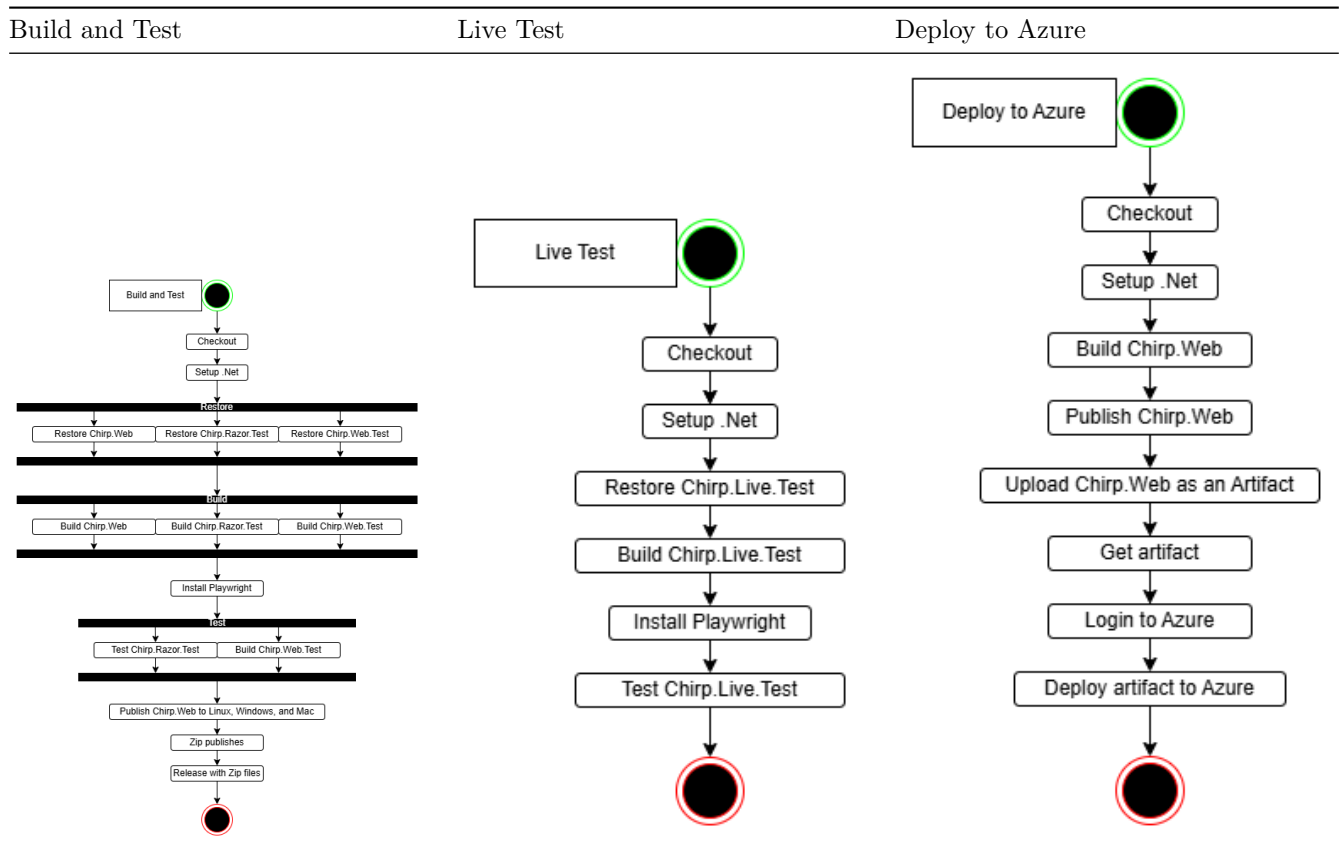 Build and Test
Live Test
Deploy to Azure
Build and Test
Checkout
Setup .Net
Restore
Restore Chirp.Web
Restore Chirp.Razor.Test
Restore Chirp.Web.Test
Build
Build Chirp.Web
Build Chirp.Razor.Test
Build Chirp.Web.Test
Install Playwright
Test
Test Chirp.Razor.Test
Build Chirp.Web.Test
Publish Chirp.Web to Linux, Windows, and Mac
Zip publishes
Release with Zip files
Live Test
Checkout
Setup .Net
Restore Chirp.Live.Test
Build Chirp.Live.Test
Install Playwright
Test Chirp.Live.Test
Deploy to Azure
Checkout
Setup .Net
Build Chirp.Web
Publish Chirp.Web
Upload Chirp.Web as an Artifact
Get artifact
Login to Azure
Deploy artifact to Azure